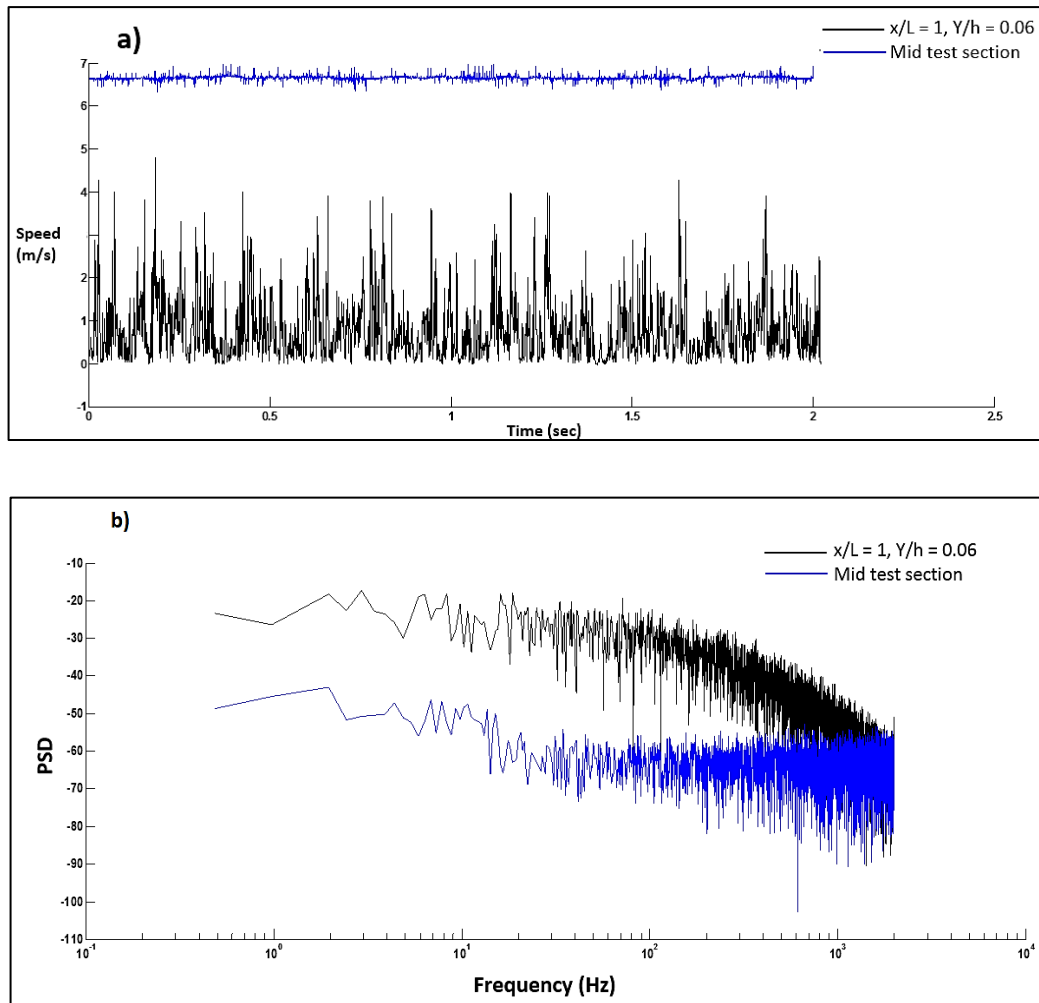 a)
x/L = 1, Y/h = 0.06
Mid test section
7
6
5
4
2
1
0
-1
Speed
(m/s)
0
0.5
1
1.5
2
2.5
Time (sec)
b)
x/L = 1, Y/h = 0.06
Mid test section
-10
-20
-30
-40
-50
-60
-70
-80
-90
-100
-110
PSD
10⁻¹
10⁰
10¹
10²
10³
10⁴
Frequency (Hz)